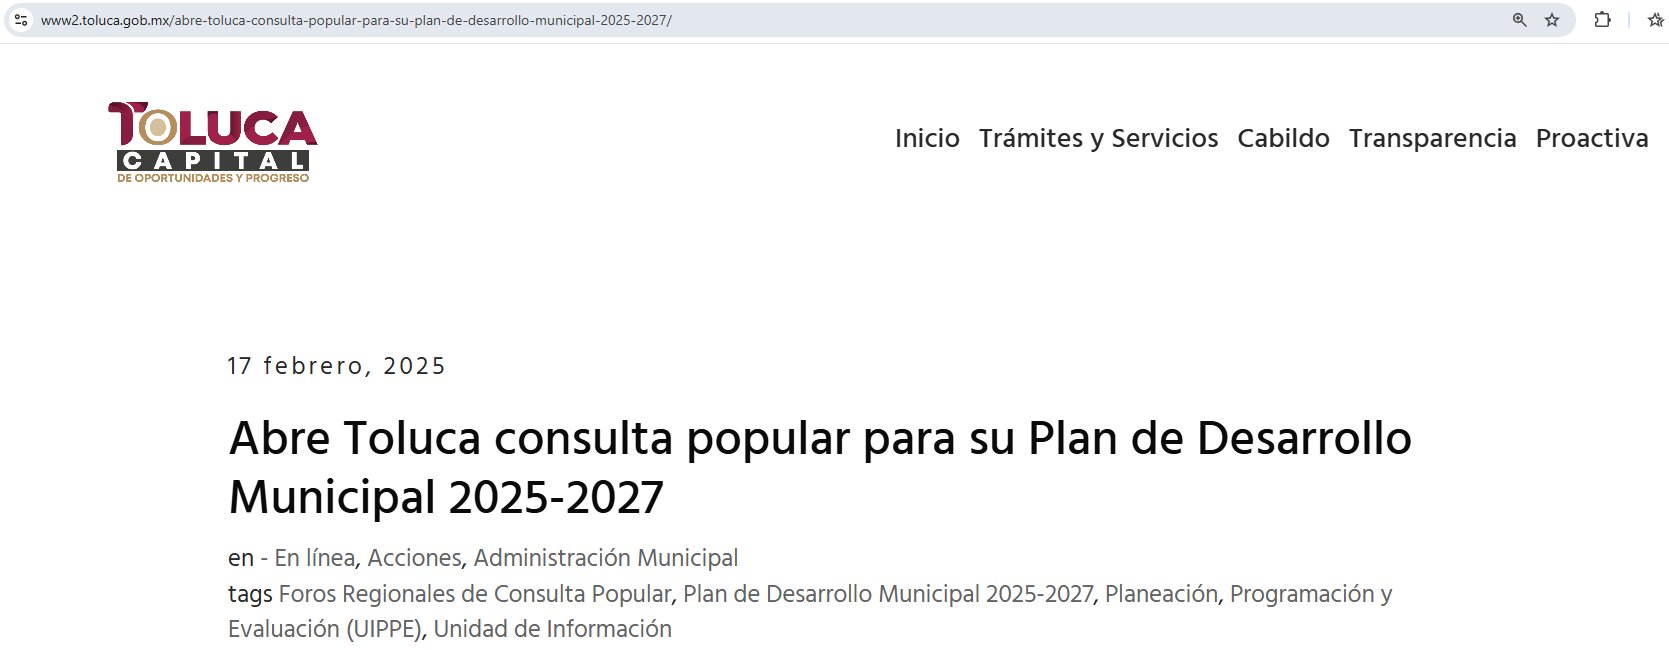 www2.toluca.gob.mx/abre-toluca-consulta-popular-para-su-plan-de-desarrollo-municipal-2025-2027/
TOLUCA
CAPITAL
DE OPORTUNIDADES Y PROGRESO
Inicio Trámites y Servicios Cabildo Transparencia Proactiva
17 febrero, 2025
Abre Toluca consulta popular para su Plan de Desarrollo
Municipal 2025-2027
en - En línea, Acciones, Administración Municipal
tags Foros Regionales de Consulta Popular, Plan de Desarrollo Municipal 2025-2027, Planeación, Programación y
Evaluación (UIPPE), Unidad de Información